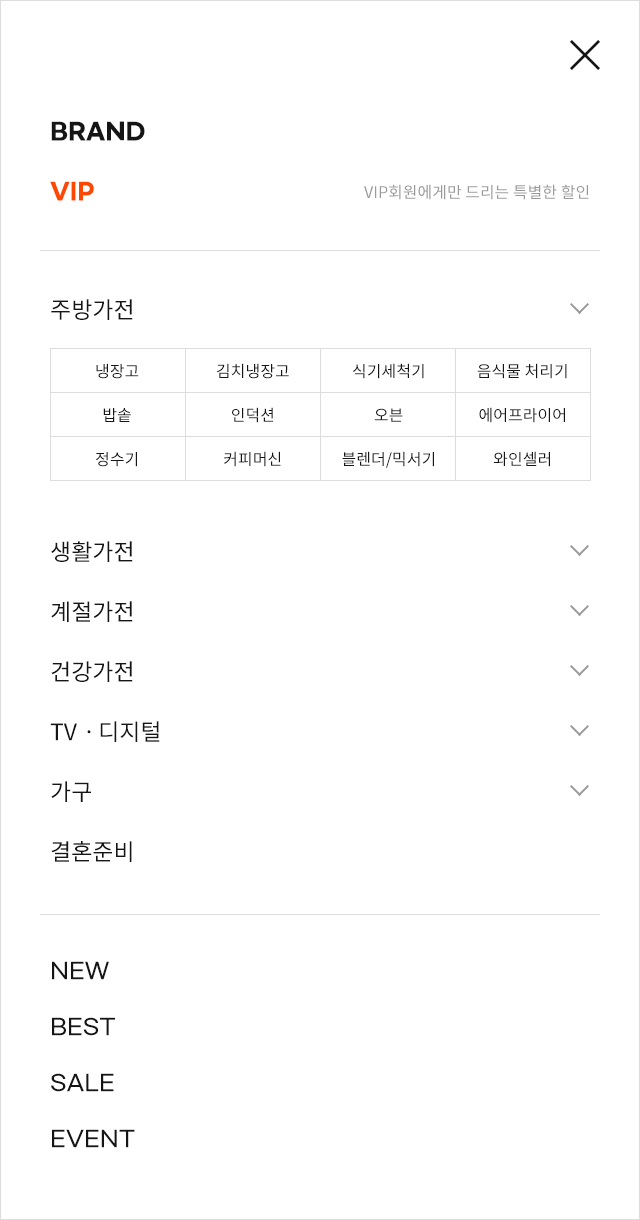 BRAND
VIP VIP회원에게만 드리는 특별한 할인
주방가전
냉장고 김치냉장고 식기세척기 음식물 처리기
밥솥 인덕션 오븐 에어프라이어
정수기 커피머신 블렌더/믹서기 와인셀러
생활가전
계절가전
건강가전
TV · 디지털
가구
결혼준비
NEW
BEST
SALE
EVENT